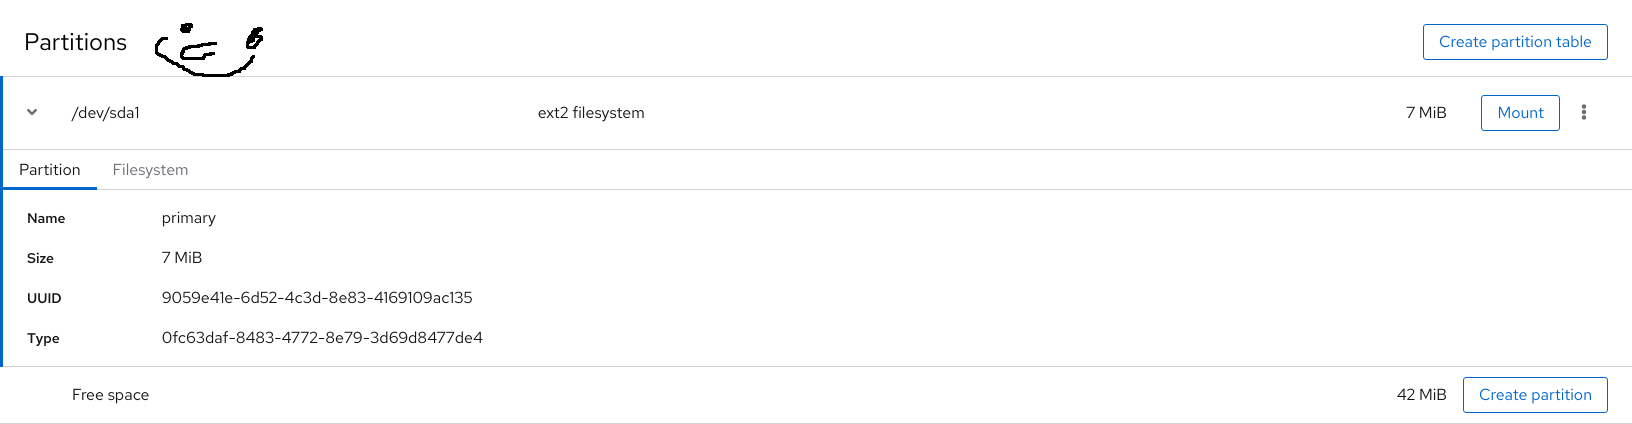 Partitions
Create partition table
/dev/sda1 ext2 filesystem 7 MiB Mount
Partition Filesystem
Name primary
Size 7 MiB
UUID 9059e41e-6d52-4c3d-8e83-4169109ac135
Type 0fc63daf-8483-4772-8e79-3d69d8477de4
Free space 42 MiB Create partition